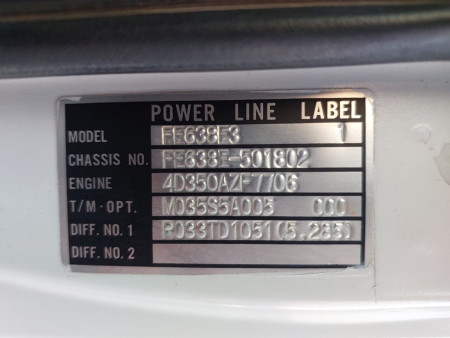 POWER LINE LABEL
MODEL FE638E3 1
CHASSIS NO. FE638E-501802
ENGINE 4D350AZF7706
T/M-OPT. M035S5A005 000
DIFF. NO. 1 R033TD1051(5.285)
DIFF. NO. 2